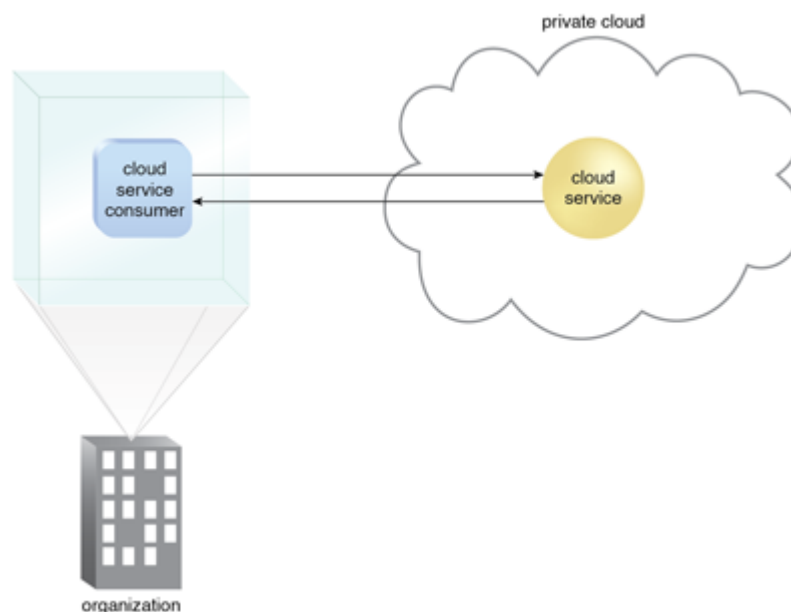 private cloud
cloud
service
consumer
cloud
service
organization